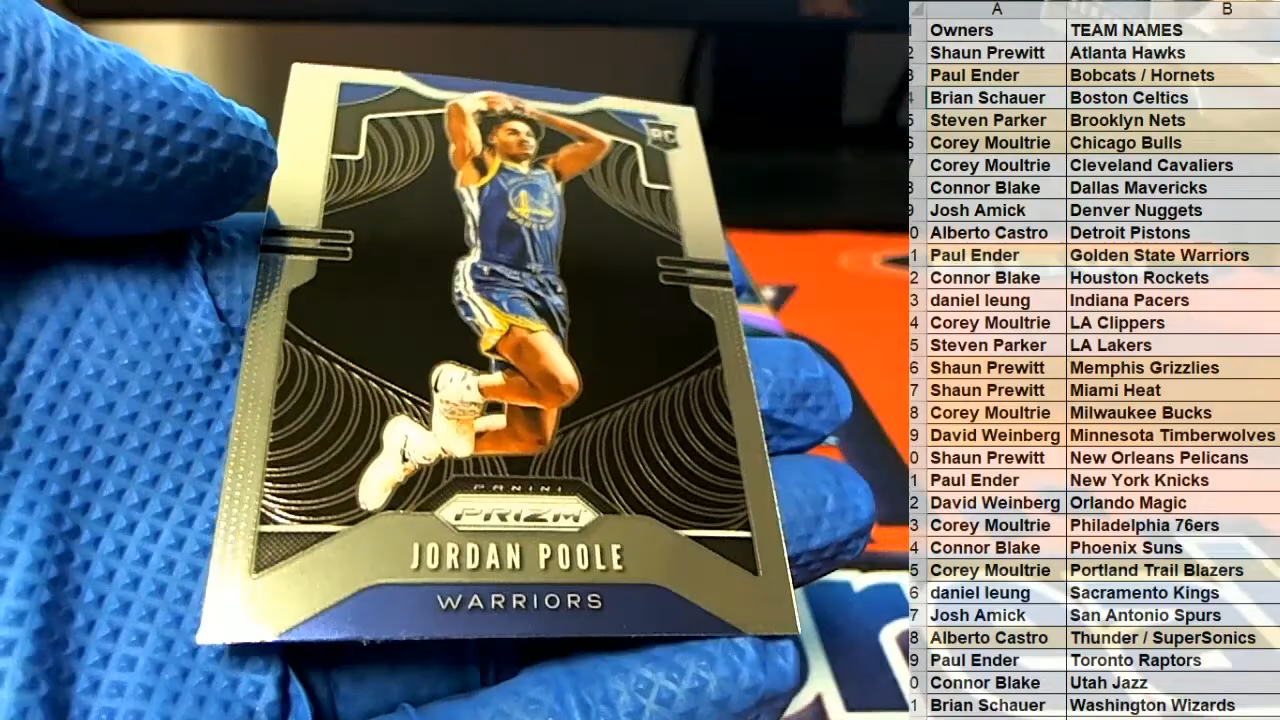 RC
PANINI
PRIZM
JORDAN POOLE
WARRIORS
A B
Owners TEAM NAMES
2 Shaun Prewitt Atlanta Hawks
3 Paul Ender Bobcats / Hornets
4 Brian Schauer Boston Celtics
5 Steven Parker Brooklyn Nets
6 Corey Moultrie Chicago Bulls
7 Corey Moultrie Cleveland Cavaliers
8 Connor Blake Dallas Mavericks
9 Josh Amick Denver Nuggets
0 Alberto Castro Detroit Pistons
1 Paul Ender Golden State Warriors
2 Connor Blake Houston Rockets
3 daniel leung Indiana Pacers
4 Corey Moultrie LA Clippers
5 Steven Parker LA Lakers
6 Shaun Prewitt Memphis Grizzlies
7 Shaun Prewitt Miami Heat
8 Corey Moultrie Milwaukee Bucks
9 David Weinberg Minnesota Timberwolves
0 Shaun Prewitt New Orleans Pelicans
1 Paul Ender New York Knicks
2 David Weinberg Orlando Magic
3 Corey Moultrie Philadelphia 76ers
4 Connor Blake Phoenix Suns
5 Corey Moultrie Portland Trail Blazers
6 daniel leung Sacramento Kings
7 Josh Amick San Antonio Spurs
8 Alberto Castro Thunder / SuperSonics
9 Paul Ender Toronto Raptors
0 Connor Blake Utah Jazz
1 Brian Schauer Washington Wizards